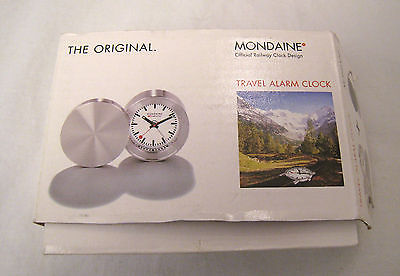 THE ORIGINAL.
MONDAINE
Official Railway Clock Design
TRAVEL ALARM CLOCK